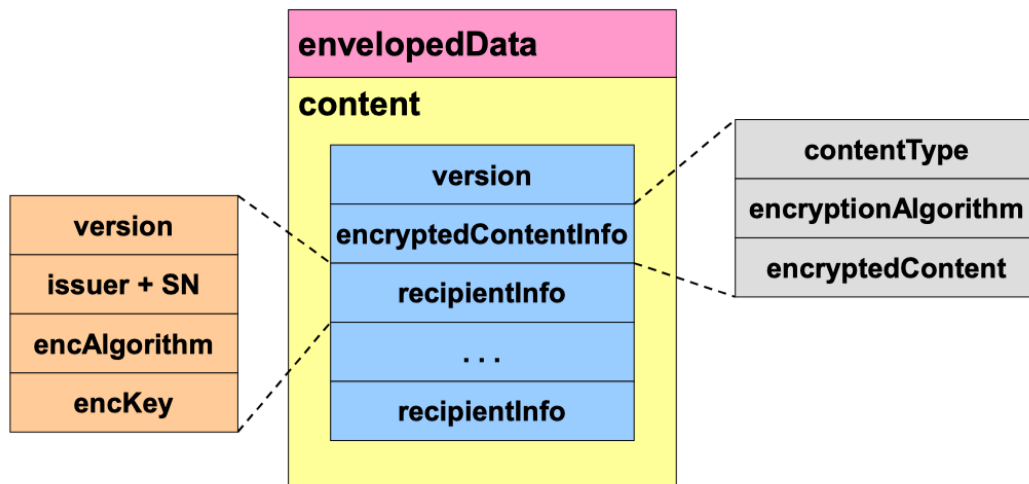 envelopedData
content
version
encryptedContentInfo
recipientInfo
. . .
recipientInfo
version
issuer + SN
encAlgorithm
encKey
contentType
encryptionAlgorithm
encryptedContent